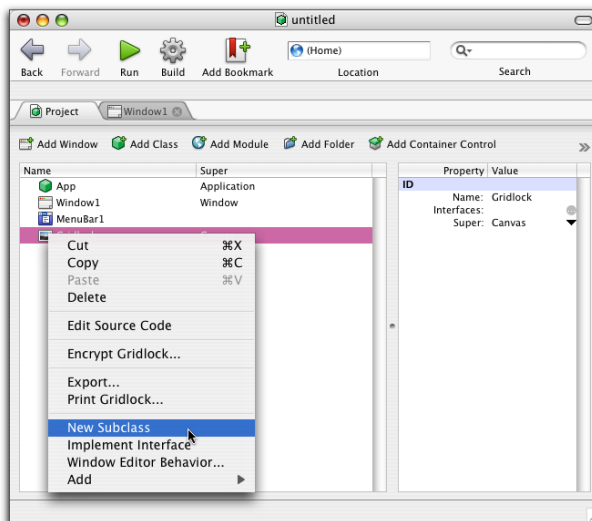 untitled
Back Forward Run Build Add Bookmark (Home) Location Search
Project Window1
Add Window Add Class Add Module Add Folder Add Container Control
Name Super Property Value
App Application ID
Window1 Window Name: Gridlock
MenuBar1 Interfaces:
Super: Canvas
Cut ⌘X
Copy ⌘C
Paste ⌘V
Delete
Edit Source Code
Encrypt Gridlock...
Export...
Print Gridlock...
New Subclass
Implement Interface
Window Editor Behavior...
Add